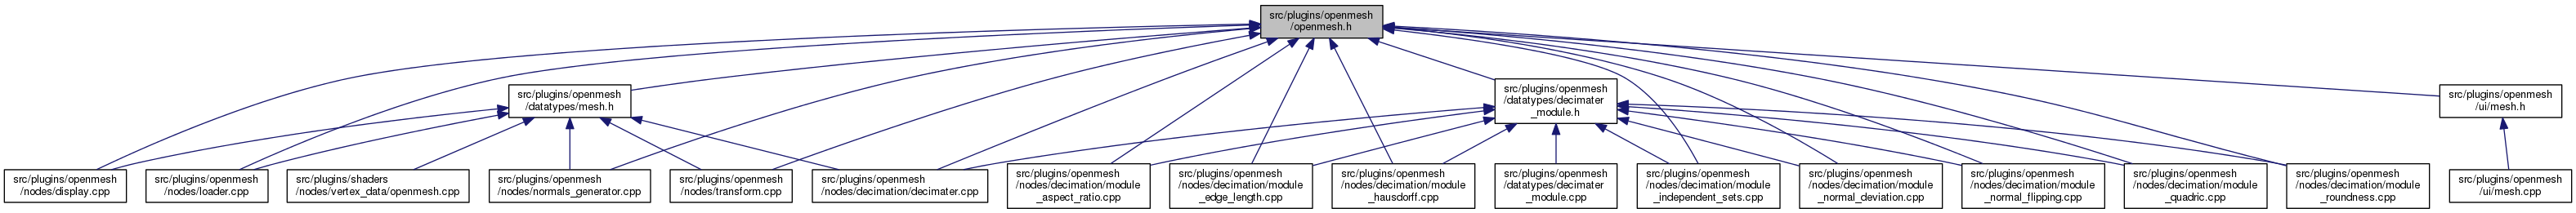 src/plugins/openmesh
/openmesh.h
src/plugins/openmesh
/datatypes/mesh.h
src/plugins/openmesh
/datatypes/decimater
_module.h
src/plugins/openmesh
/ui/mesh.h
src/plugins/openmesh
/nodes/display.cpp
src/plugins/openmesh
/nodes/loader.cpp
src/plugins/shaders
/nodes/vertex_data/openmesh.cpp
src/plugins/openmesh
/nodes/normals_generator.cpp
src/plugins/openmesh
/nodes/transform.cpp
src/plugins/openmesh
/nodes/decimation/decimater.cpp
src/plugins/openmesh
/nodes/decimation/module
_aspect_ratio.cpp
src/plugins/openmesh
/nodes/decimation/module
_edge_length.cpp
src/plugins/openmesh
/nodes/decimation/module
_hausdorff.cpp
src/plugins/openmesh
/datatypes/decimater
_module.cpp
src/plugins/openmesh
/nodes/decimation/module
_independent_sets.cpp
src/plugins/openmesh
/nodes/decimation/module
_normal_deviation.cpp
src/plugins/openmesh
/nodes/decimation/module
_normal_flipping.cpp
src/plugins/openmesh
/nodes/decimation/module
_quadric.cpp
src/plugins/openmesh
/nodes/decimation/module
_roundness.cpp
src/plugins/openmesh
/ui/mesh.cpp